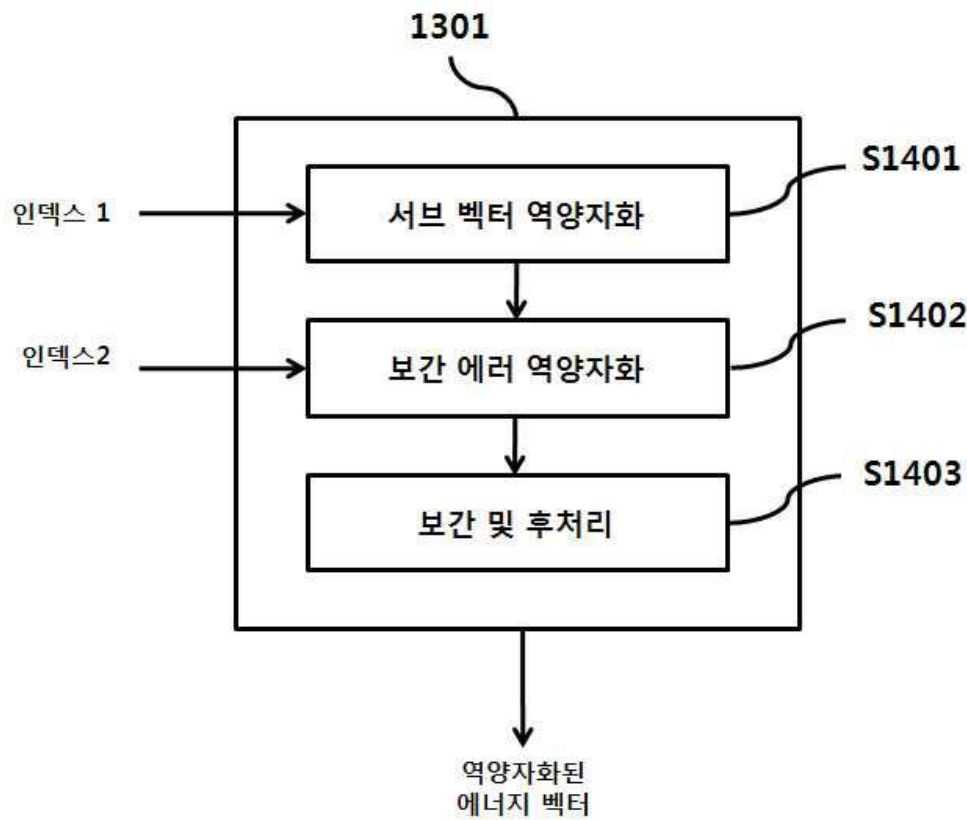 1301
S1401
인덱스 1
서브 벡터 역양자화
S1402
인덱스2
보간 에러 역양자화
S1403
보간 및 후처리
역양자화된
에너지 벡터